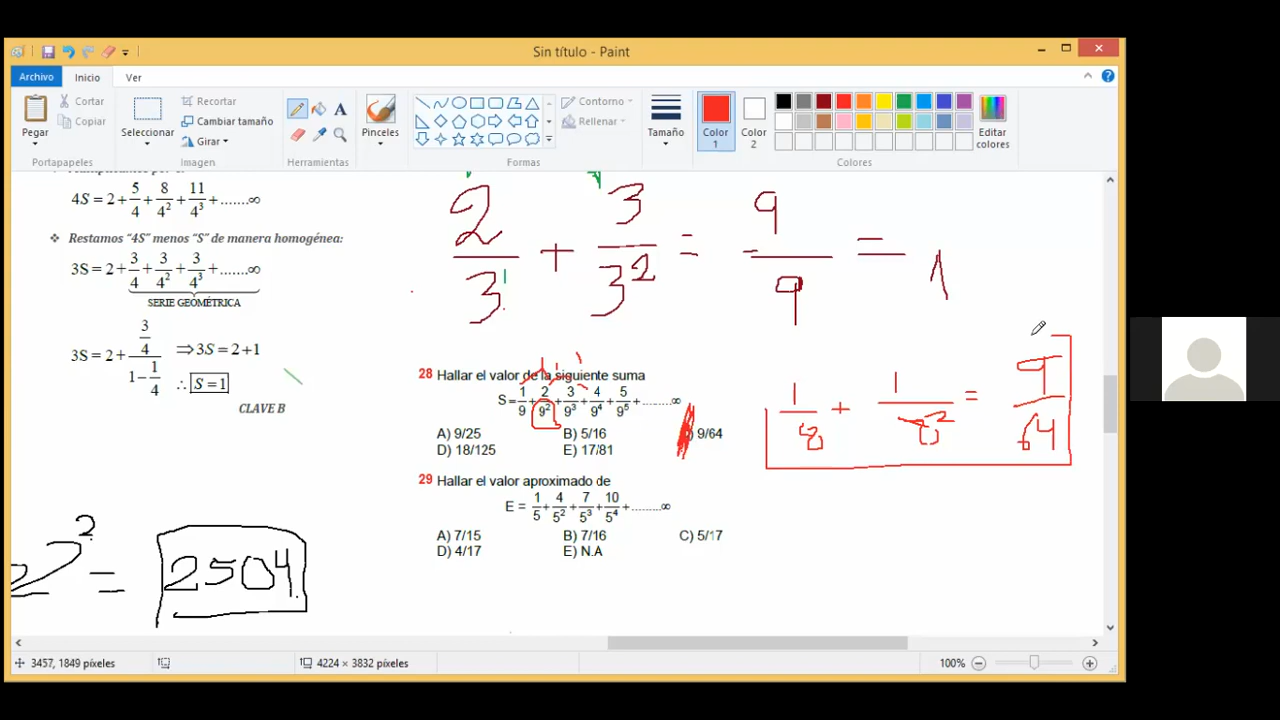 Sin título - Paint
Archivo Inicio Ver
Pegar
Cortar
Copiar
Portapapeles
Seleccionar
Recortar
Cambiar tamaño
Girar
Imagen
A
Herramientas
Pinceles
Contorno
Rellenar
Formas
Tamaño
Color 1
Color 2
Editar colores
Colores
4S = 2 + 5/4 + 8/4² + 11/4³ + .......∞
❖ Restamos “4S” menos “S” de manera homogénea:
3S = 2 + 3/4 + 3/4² + 3/4³ + .......∞
SERIE GEOMÉTRICA
3S = 2 + (3/4)/(1 − 1/4) ⇒ 3S = 2 + 1
∴ S = 1
CLAVE B
2 =
2504
2/3¹ + 3/3² = 9/9 = 1
28 Hallar el valor de la siguiente suma
S = 1/9 + 2/9² + 3/9³ + 4/9⁴ + 5/9⁵ + ..........∞
A) 9/25 B) 5/16 ) 9/64
D) 18/125 E) 17/81
1/8 + 1/8² = 9/64
29 Hallar el valor aproximado de
E = 1/5 + 4/5² + 7/5³ + 10/5⁴ + ..........∞
A) 7/15 B) 7/16 C) 5/17
D) 4/17 E) N.A
3457, 1849 píxeles
4224 × 3832 píxeles
100%